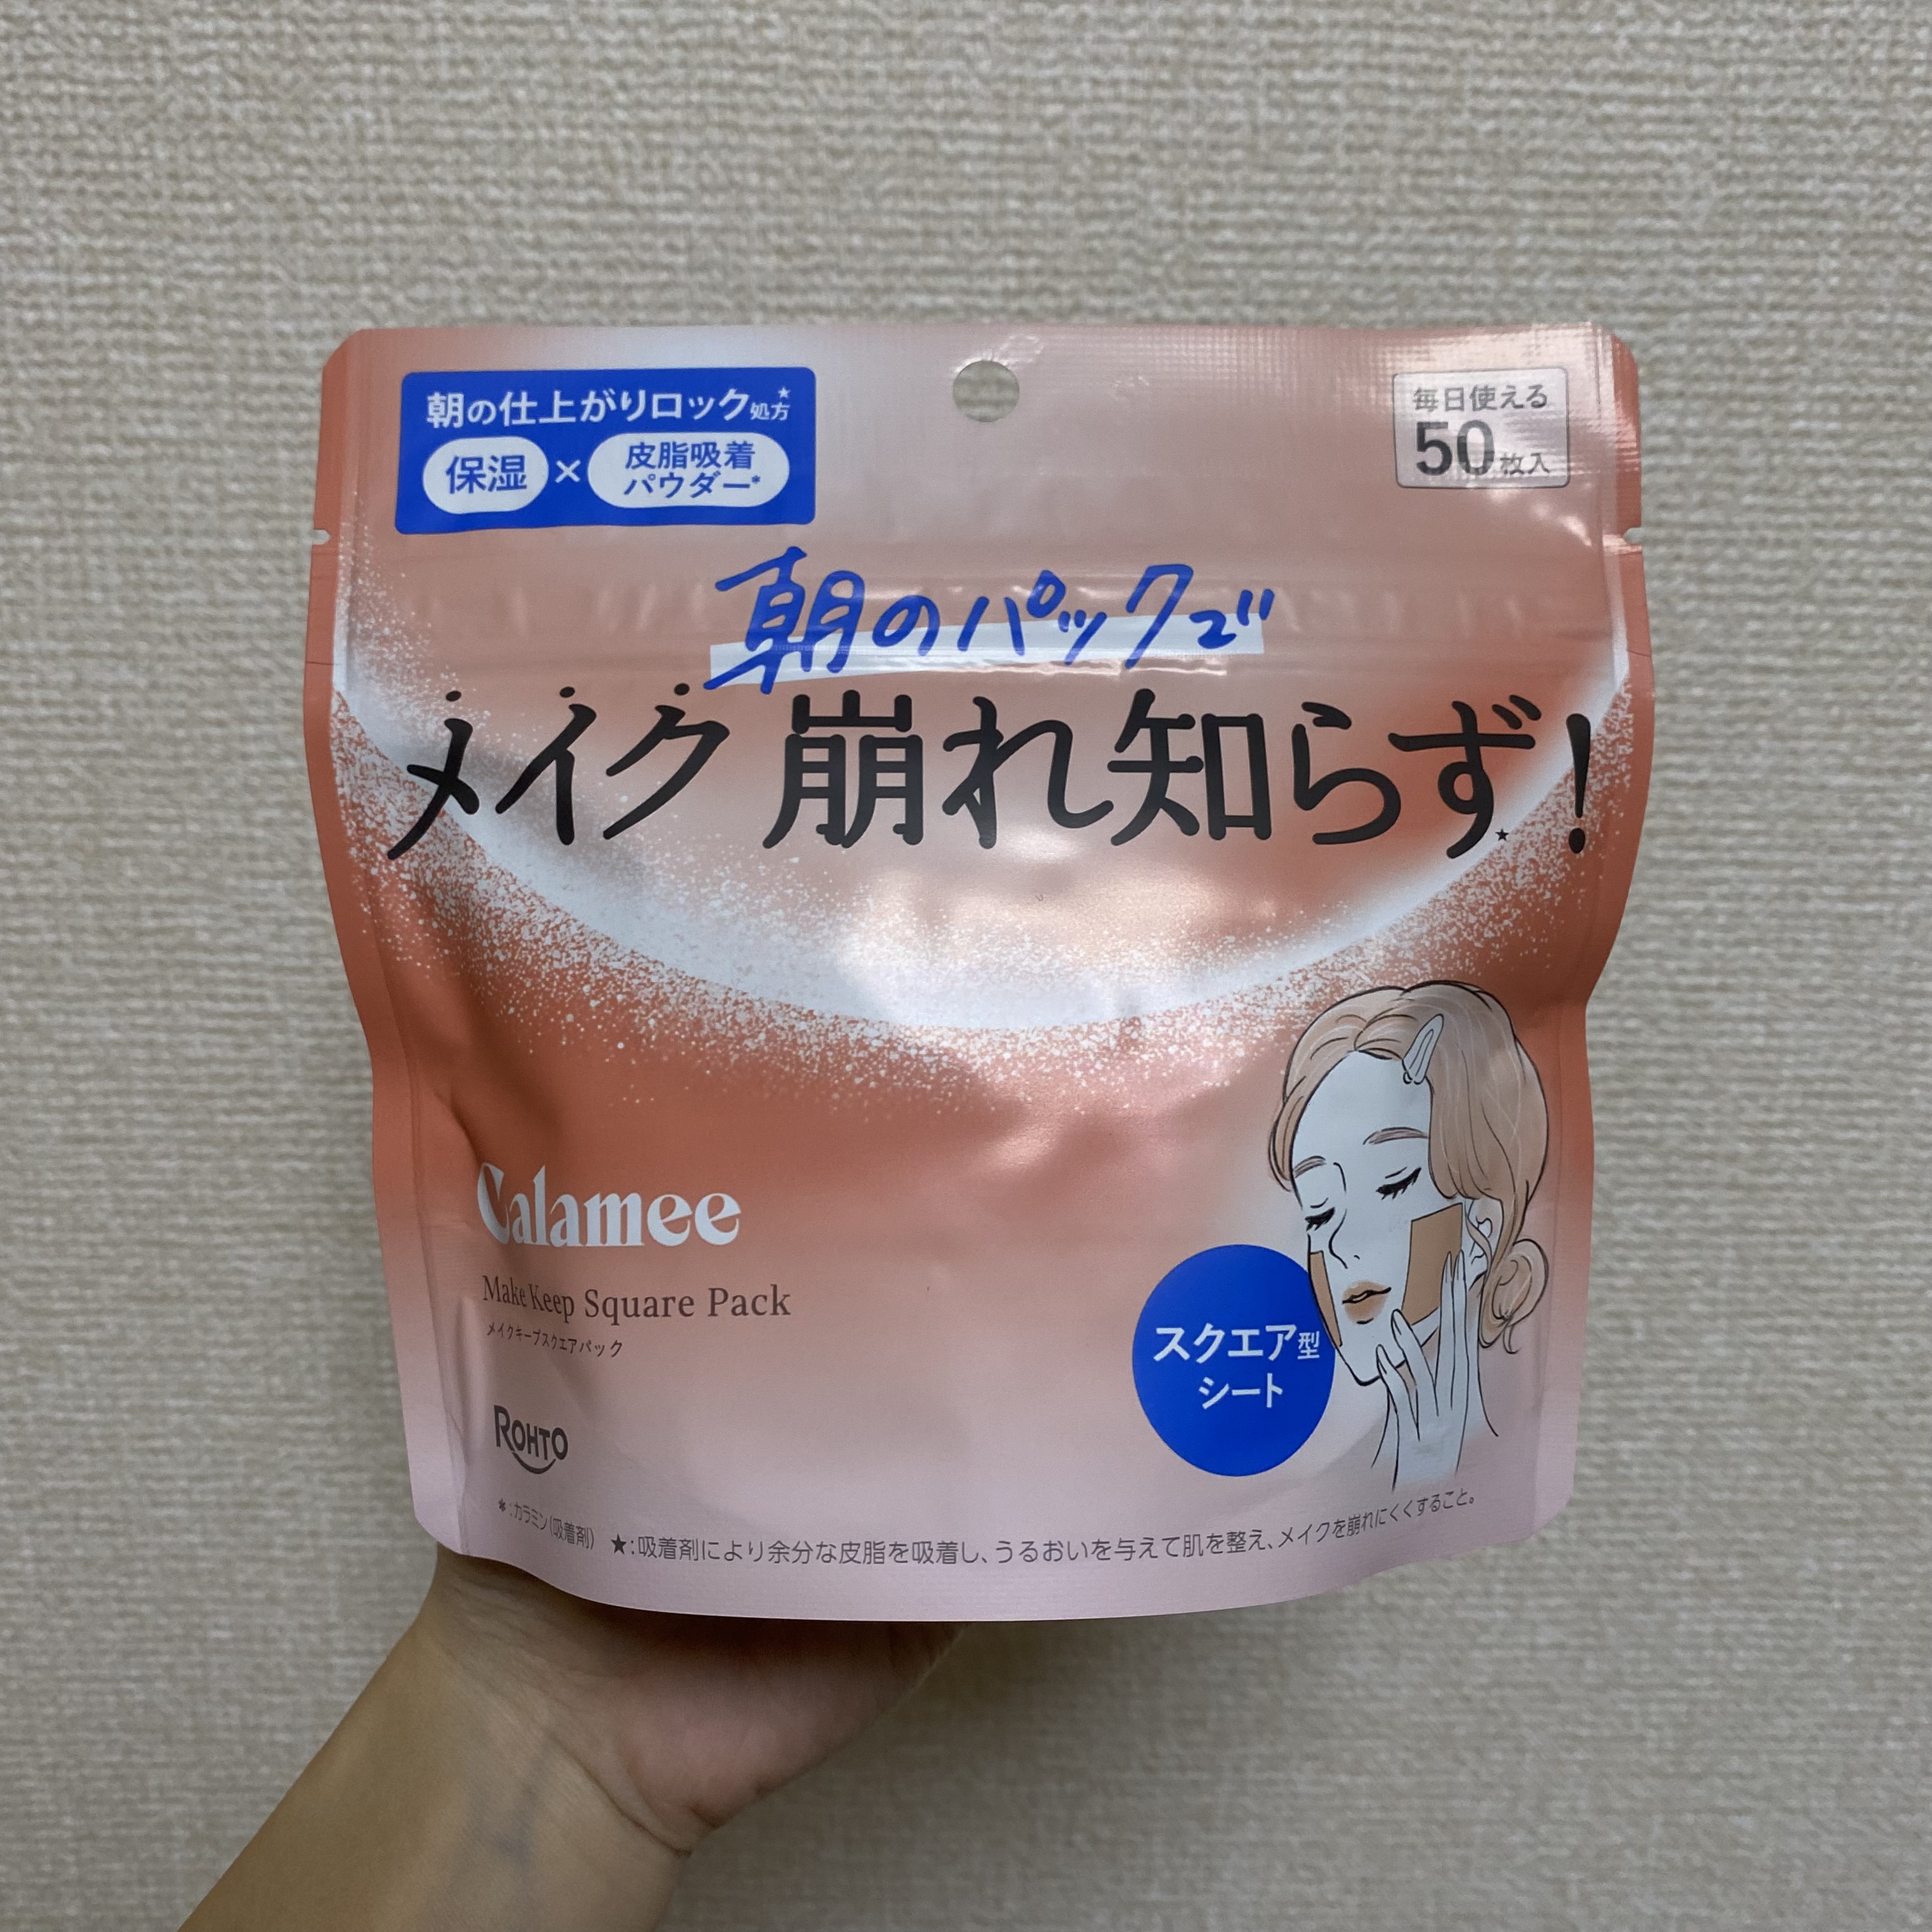 朝の仕上がりロック処方★
保湿×皮脂吸着
パウダー*
毎日使える
50枚入
朝のパックで
メイク崩れ知らず★!
Calamee
Make Keep Square Pack
メイクキープスクエアパック
スクエア型
シート
ROHTO
*:カラミン(吸着剤) ★:吸着剤により余分な皮脂を吸着し、うるおいを与えて肌を整え、メイクを崩れにくくすること。